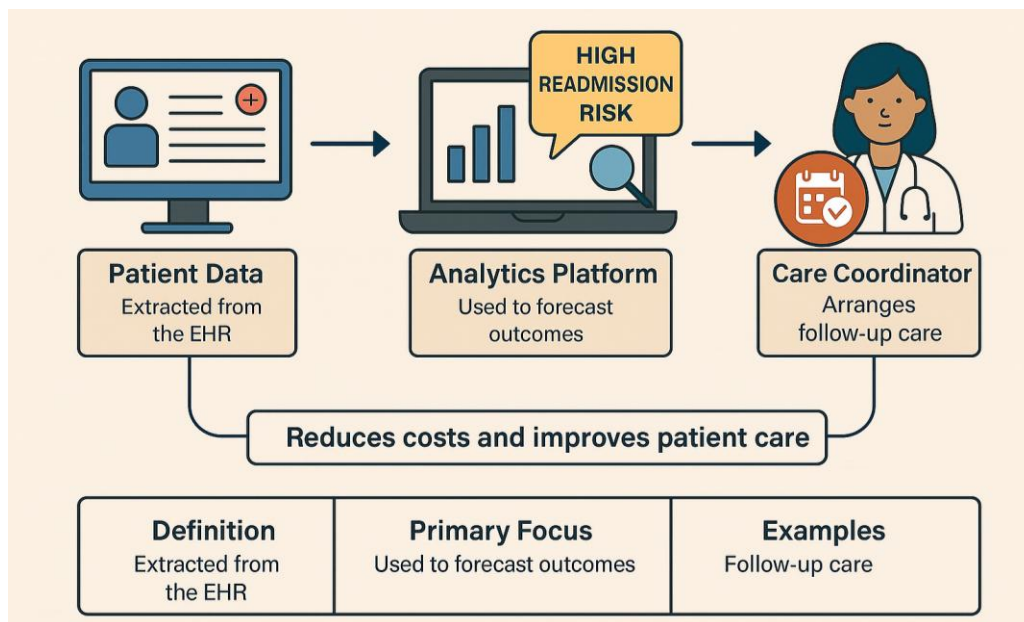 HIGH
READMISSION
RISK
Patient Data
Extracted from
the EHR
Analytics Platform
Used to forecast
outcomes
Care Coordinator
Arranges
follow-up care
Reduces costs and improves patient care
Definition
Extracted from
the EHR
Primary Focus
Used to forecast outcomes
Examples
Follow-up care